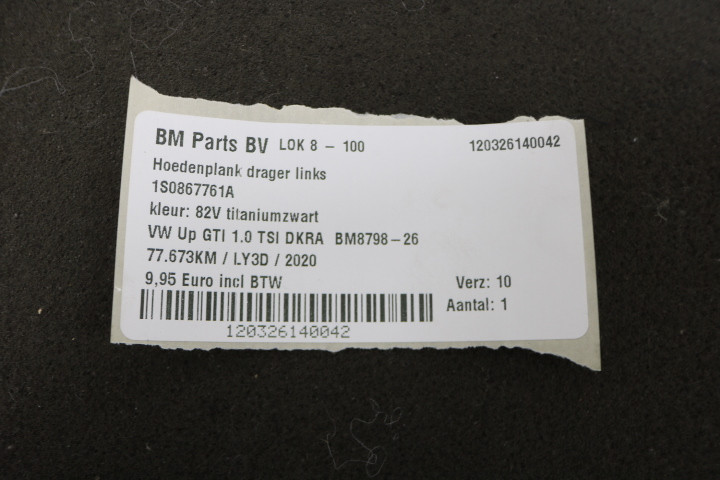 BM Parts BV LOK 8 - 100 120326140042
Hoedenplank drager links
1S0867761A
kleur: 82V titaniumzwart
VW Up GTI 1.0 TSI DKRA BM8798-26
77.673KM / LY3D / 2020
9,95 Euro incl BTW Verz: 10
Aantal: 1
120326140042